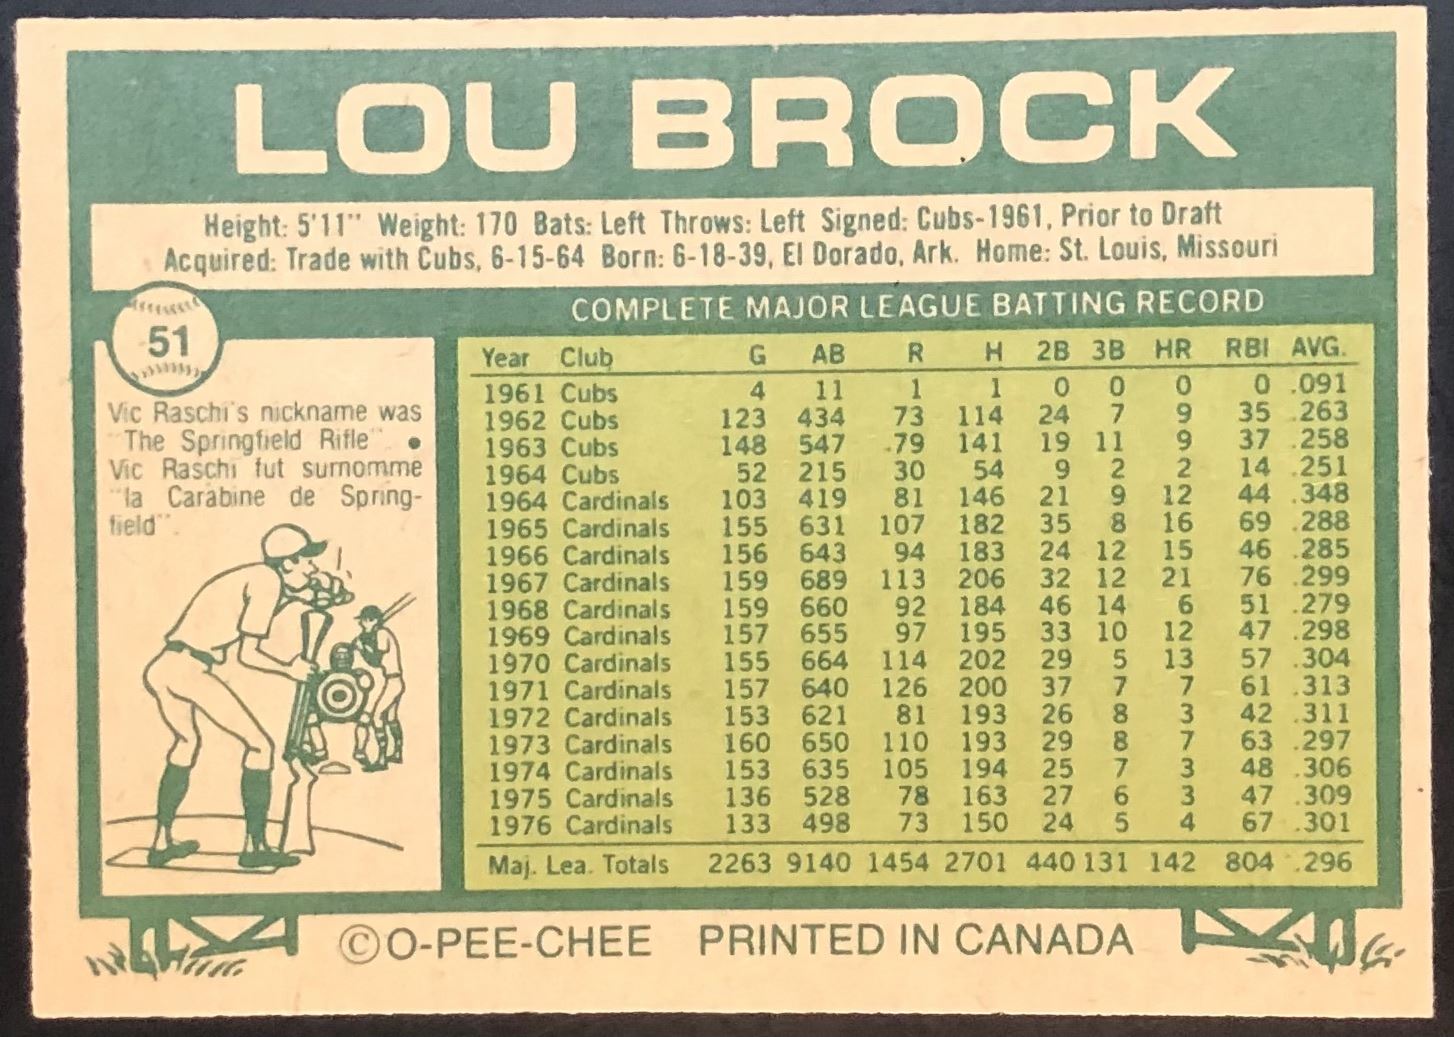 LOU BROCK
Height: 5'11" Weight: 170 Bats: Left Throws: Left Signed: Cubs-1961, Prior to Draft
Acquired: Trade with Cubs, 6-15-64 Born: 6-18-39, El Dorado, Ark. Home: St. Louis, Missouri
51
Vic Raschi's nickname was
"The Springfield Rifle" •
Vic Raschi fut surnomme
"la Carabine de Spring-
field".
COMPLETE MAJOR LEAGUE BATTING RECORD
Year Club G AB R H 2B 3B HR RBI AVG.
1961 Cubs 4 11 1 1 0 0 0 0 .091
1962 Cubs 123 434 73 114 24 7 9 35 .263
1963 Cubs 148 547 79 141 19 11 9 37 .258
1964 Cubs 52 215 30 54 9 2 2 14 .251
1964 Cardinals 103 419 81 146 21 9 12 44 .348
1965 Cardinals 155 631 107 182 35 8 16 69 .288
1966 Cardinals 156 643 94 183 24 12 15 46 .285
1967 Cardinals 159 689 113 206 32 12 21 76 .299
1968 Cardinals 159 660 92 184 46 14 6 51 .279
1969 Cardinals 157 655 97 195 33 10 12 47 .298
1970 Cardinals 155 664 114 202 29 5 13 57 .304
1971 Cardinals 157 640 126 200 37 7 7 61 .313
1972 Cardinals 153 621 81 193 26 8 3 42 .311
1973 Cardinals 160 650 110 193 29 8 7 63 .297
1974 Cardinals 153 635 105 194 25 7 3 48 .306
1975 Cardinals 136 528 78 163 27 6 3 47 .309
1976 Cardinals 133 498 73 150 24 5 4 67 .301
Maj. Lea. Totals 2263 9140 1454 2701 440 131 142 804 .296
©O-PEE-CHEE PRINTED IN CANADA